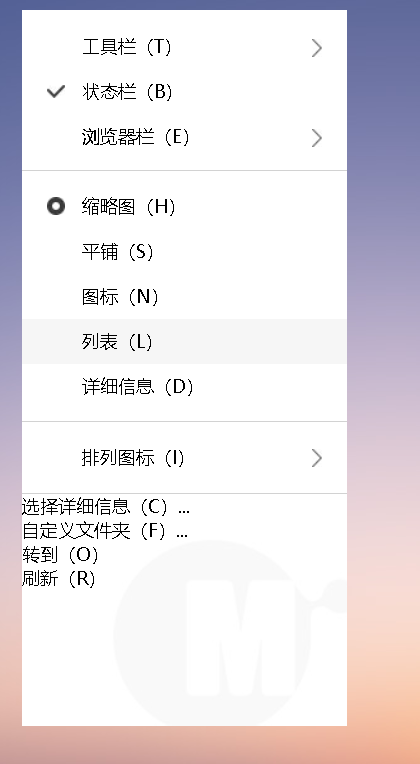 工具栏（T）
状态栏（B）
浏览器栏（E）
缩略图（H）
平铺（S）
图标（N）
列表（L）
详细信息（D）
排列图标（I）
选择详细信息（C）...
自定义文件夹（F）...
转到（O）
刷新（R）
M